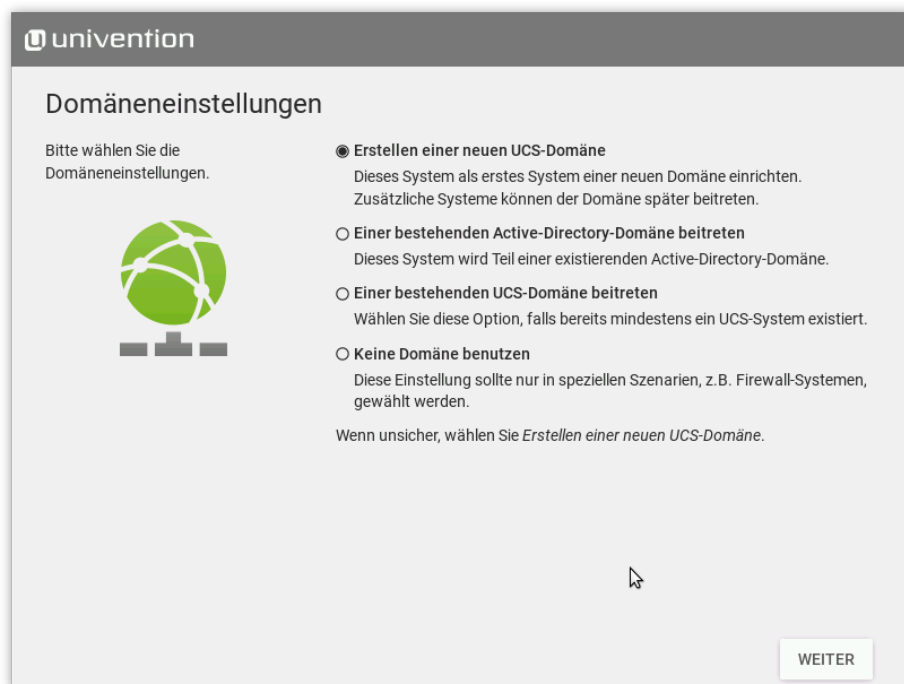 univention
Domäneneinstellungen
Bitte wählen Sie die
Domäneneinstellungen.
Erstellen einer neuen UCS-Domäne
Dieses System als erstes System einer neuen Domäne einrichten.
Zusätzliche Systeme können der Domäne später beitreten.
Einer bestehenden Active-Directory-Domäne beitreten
Dieses System wird Teil einer existierenden Active-Directory-Domäne.
Einer bestehenden UCS-Domäne beitreten
Wählen Sie diese Option, falls bereits mindestens ein UCS-System existiert.
Keine Domäne benutzen
Diese Einstellung sollte nur in speziellen Szenarien, z.B. Firewall-Systemen,
gewählt werden.
Wenn unsicher, wählen Sie Erstellen einer neuen UCS-Domäne.
WEITER